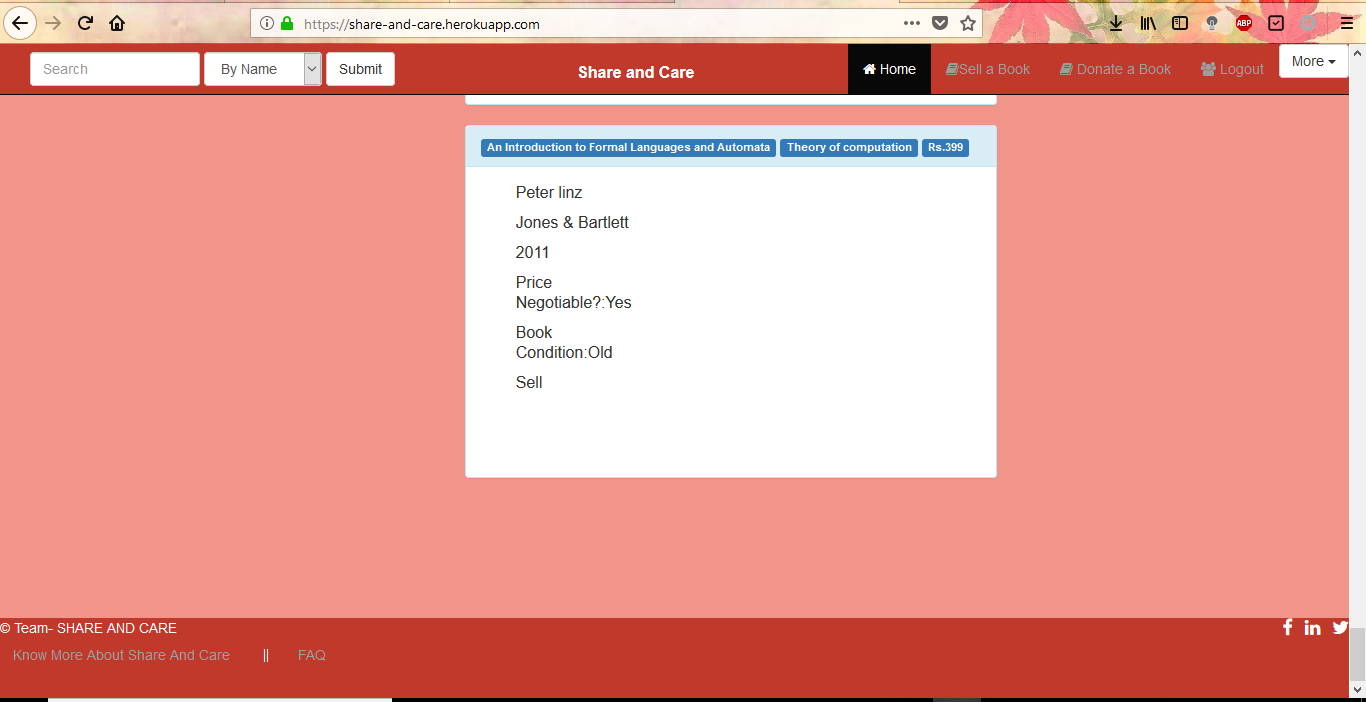 https://share-and-care.herokuapp.com
ABP
Search
By Name
Submit
Share and Care
Home
Sell a Book
Donate a Book
Logout
More
An Introduction to Formal Languages and Automata
Theory of computation
Rs.399
Peter linz
Jones & Bartlett
2011
Price
Negotiable?:Yes
Book
Condition:Old
Sell
© Team- SHARE AND CARE
Know More About Share And Care || FAQ